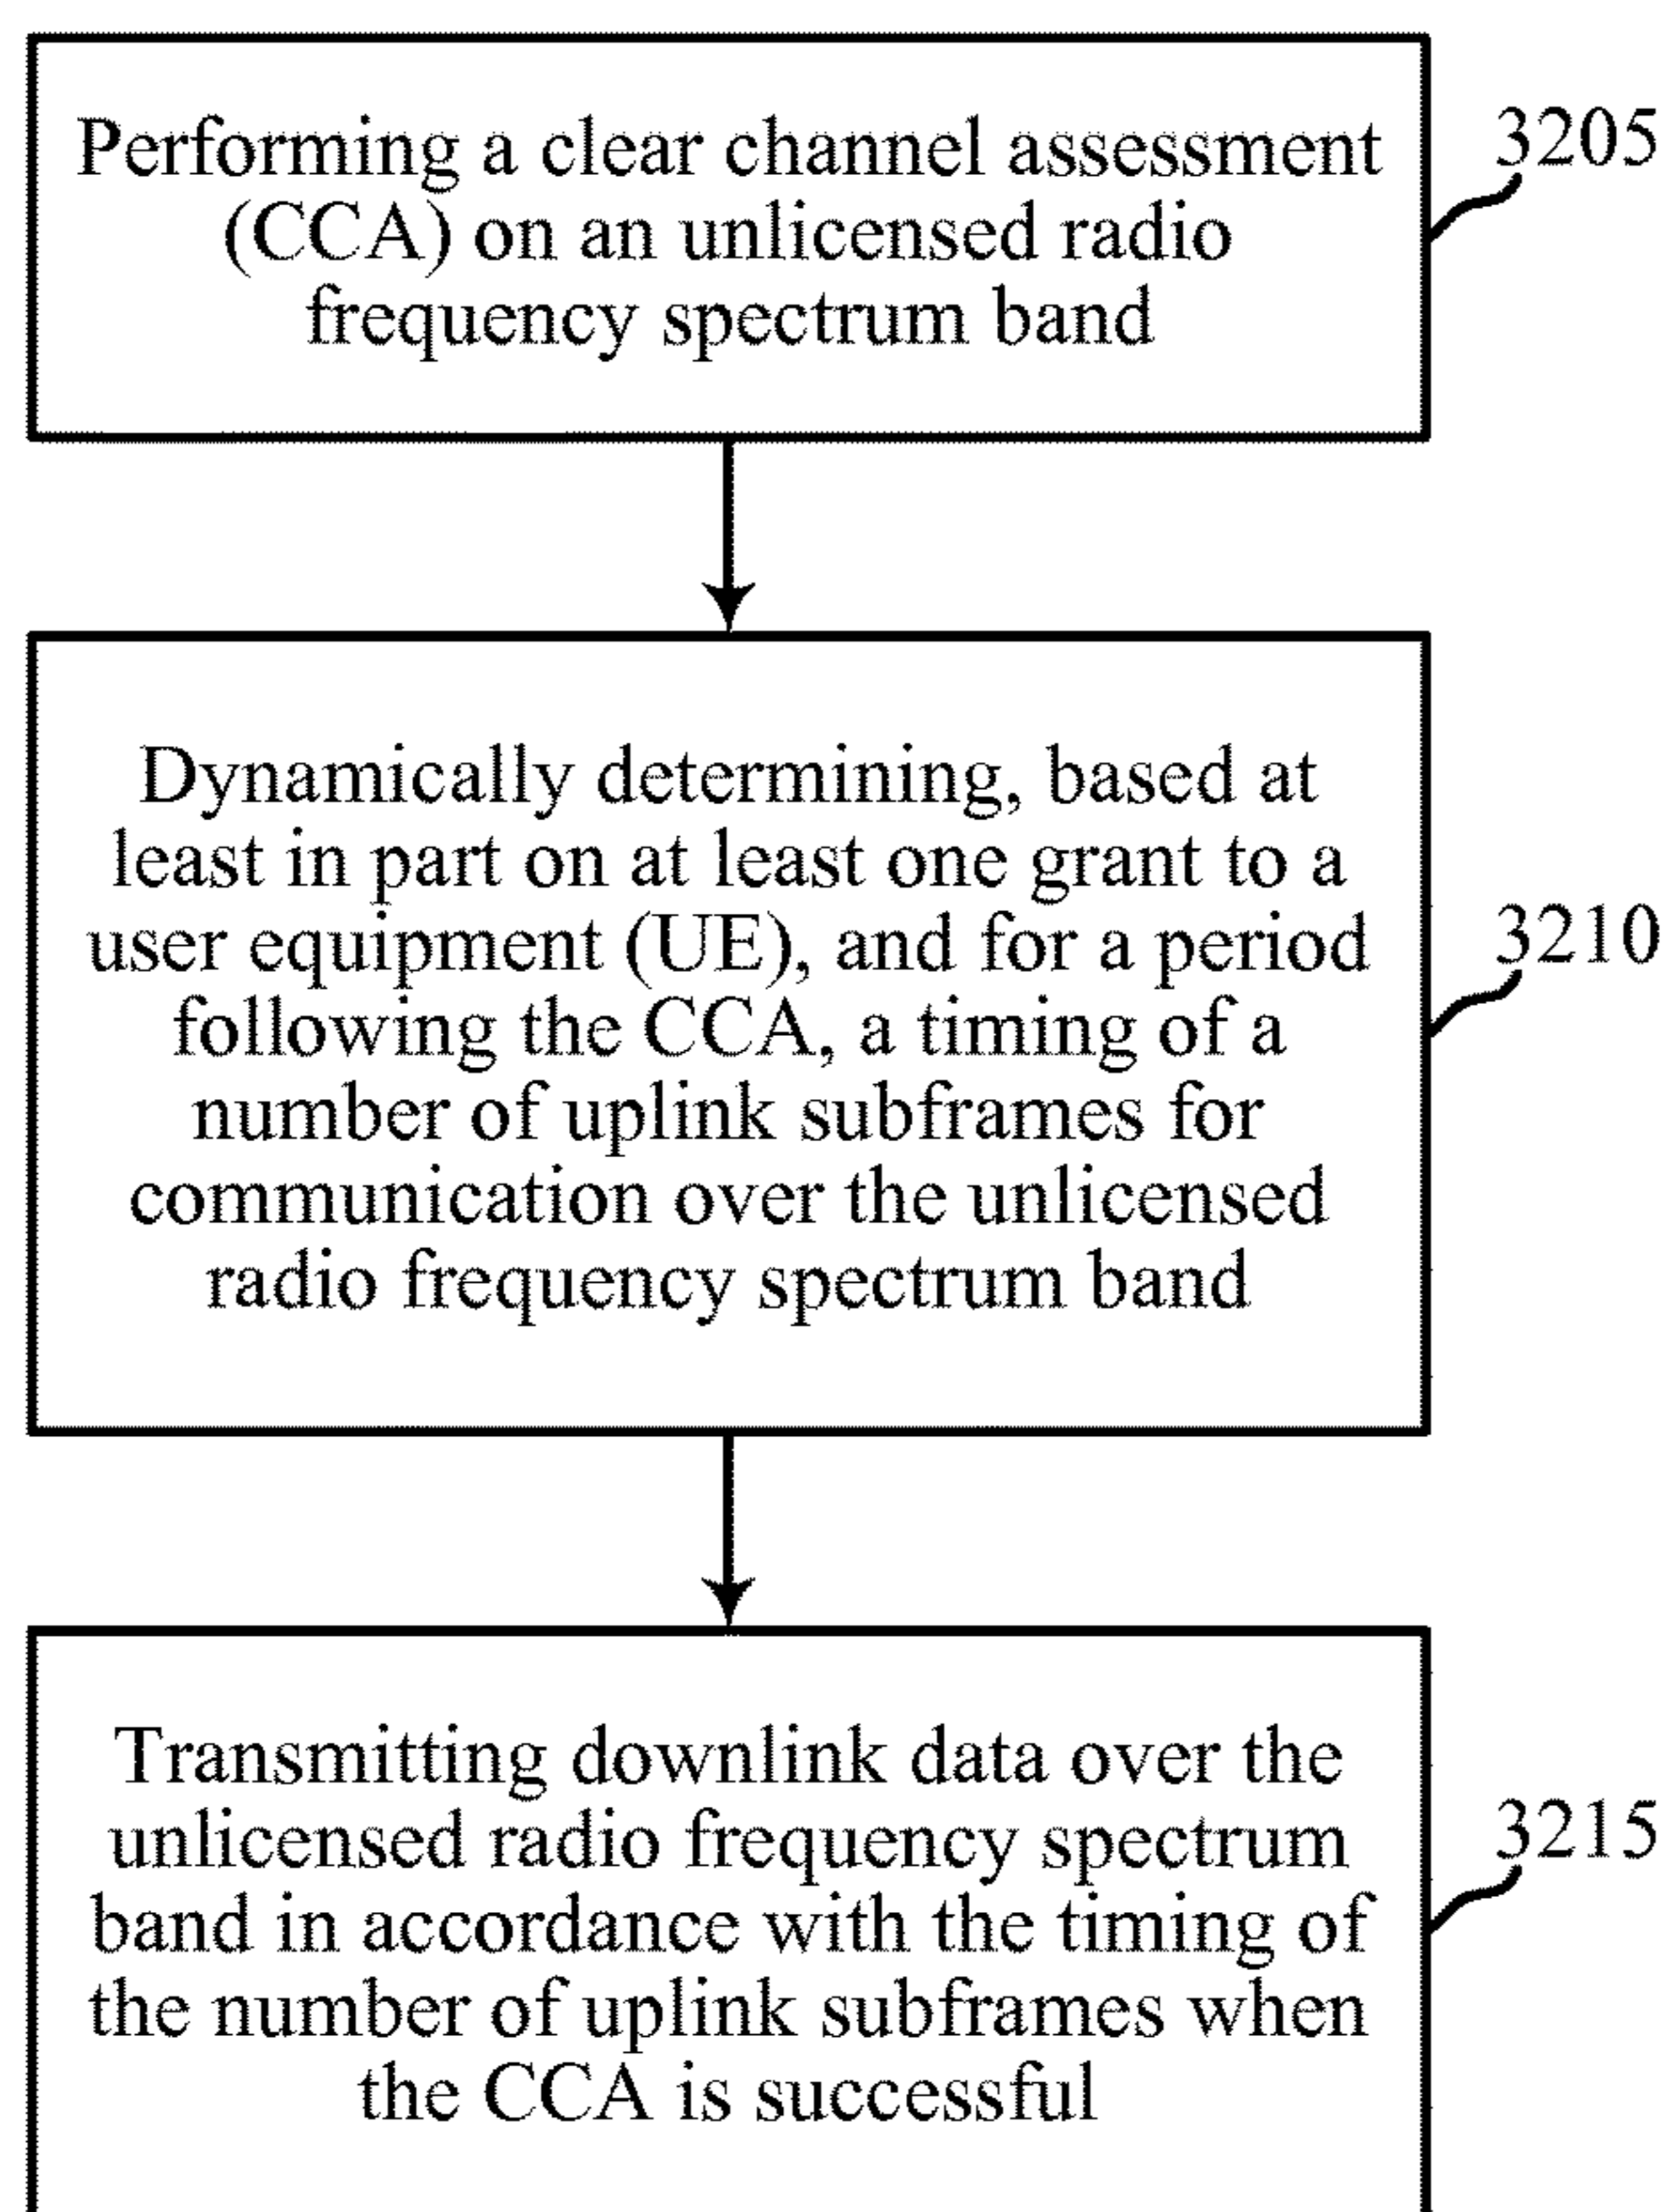 Performing a clear channel assessment
(CCA) on an unlicensed radio
frequency spectrum band
3205
Dynamically determining, based at
least in part on at least one grant to a
user equipment (UE), and for a period
following the CCA, a timing of a
number of uplink subframes for
communication over the unlicensed
radio frequency spectrum band
3210
Transmitting downlink data over the
unlicensed radio frequency spectrum
band in accordance with the timing of
the number of uplink subframes when
the CCA is successful
3215